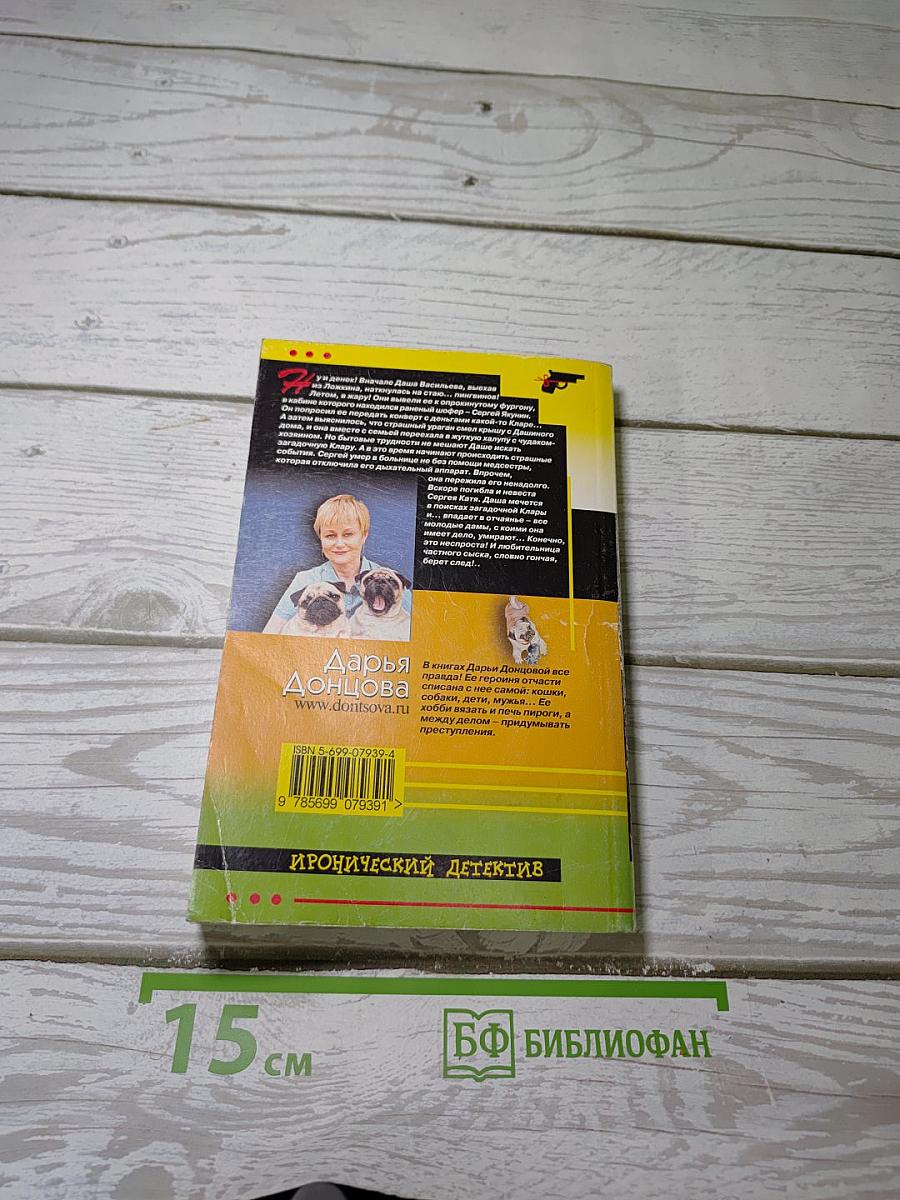 Ну и денек! Вначале Даша Васильева, выехав
из Ложкина, наткнулась на стаю... пингвинов!
Летом, в жару! Они вывели ее к опрокинутому фургону,
в кабине которого находился раненый шофер – Сергей Якунин.
Он попросил ее передать конверт с деньгами какой-то Кларе...
А затем выяснилось, что страшный ураган смел крышу с Дашиного
дома, и она вместе с семьей переехала в жуткую халупу с чудаком-
хозяином. Но бытовые трудности не мешают Даше искать
загадочную Клару. А в это время начинают происходить страшные
события. Сергей умер в больнице не без помощи медсестры,
которая отключила его дыхательный аппарат. Впрочем,
она пережила его ненадолго.
Вскоре погибла и невеста
Сергея Катя. Даша мечется
в поисках загадочной Клары
и... впадает в отчаянье – все
молодые дамы, с коими она
имеет дело, умирают... Конечно,
это неспроста! И любительница
частного сыска, словно гончая,
берет след!..
Дарья
Донцова
www.dontsova.ru
В книгах Дарьи Донцовой все
правда! Ее героиня отчасти
списана с нее самой: кошки,
собаки, дети, мужья... Ее
хобби вязать и печь пироги, а
между делом – придумывать
преступления.
ISBN 5-699-07939-4
9 785699 079391 >
ИРОНИЧЕСКИЙ ДЕТЕКТИВ
15 см
БФ БИБЛИОФАН